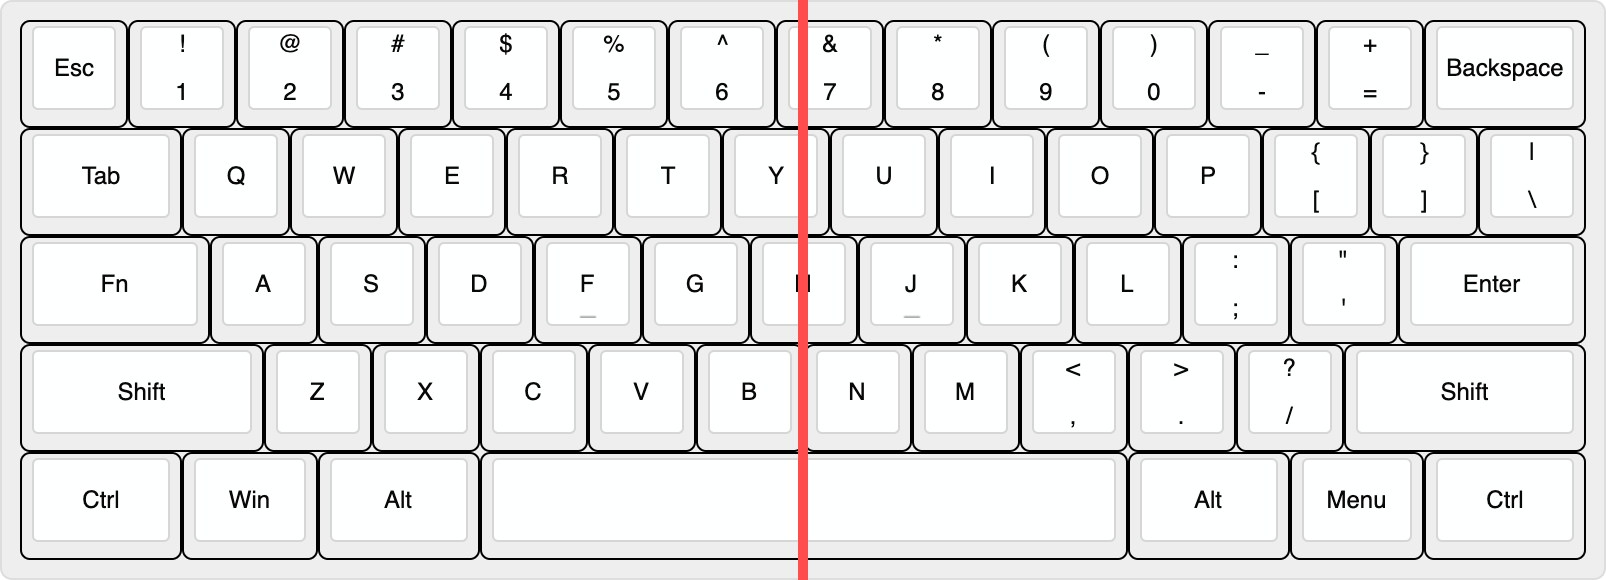 ! @ # $ % ^ & * ( ) _ +
Esc 1 2 3 4 5 6 7 8 9 0 - = Backspace
{ } |
Tab Q W E R T Y U I O P
[ ] \
: "
Fn A S D F G J K L Enter
; '
< > ?
Shift Z X C V B N M Shift
, . /
Ctrl Win Alt Alt Menu Ctrl